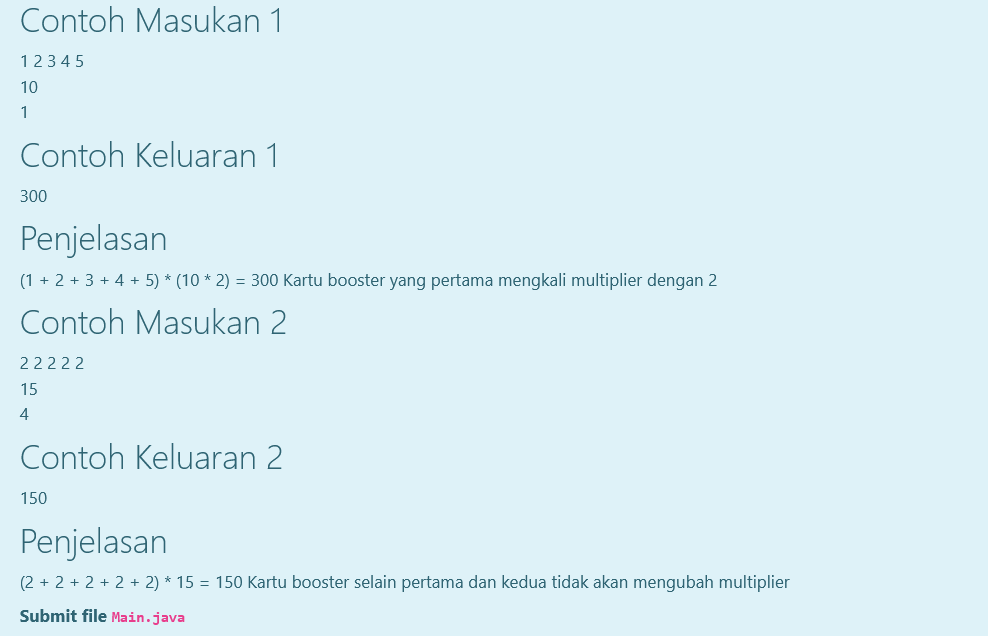 Contoh Masukan 1
1 2 3 4 5
10
1
Contoh Keluaran 1
300
Penjelasan
(1 + 2 + 3 + 4 + 5) * (10 * 2) = 300 Kartu booster yang pertama mengkali multiplier dengan 2
Contoh Masukan 2
2 2 2 2 2
15
4
Contoh Keluaran 2
150
Penjelasan
(2 + 2 + 2 + 2 + 2) * 15 = 150 Kartu booster selain pertama dan kedua tidak akan mengubah multiplier
Submit file Main.java